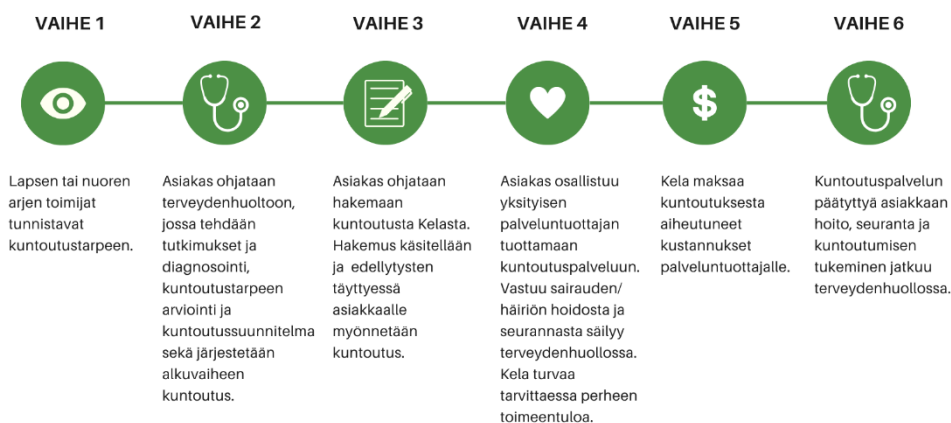 VAIHE 1
Lapsen tai nuoren
arjen toimijat
tunnistavat
kuntoutustarpeen.
VAIHE 2
Asiakas ohjataan
terveydenhuoltoon,
jossa tehdään
tutkimukset ja
diagnosointi,
kuntoutustarpeen
arviointi ja
kuntoutussuunnitelma
sekä järjestetään
alkuvaiheen
kuntoutus.
VAIHE 3
Asiakas ohjataan
hakemaan
kuntoutusta Kelasta.
Hakemus käsitellään
ja edellytysten
täyttyessä
asiakkaalle
myönnetään
kuntoutus.
VAIHE 4
Asiakas osallistuu
yksityisen
palveluntuottajan
tuottamaan
kuntoutuspalveluun.
Vastuu sairauden/
häiriön hoidosta ja
seurannasta säilyy
terveydenhuollossa.
Kela turvaa
tarvittaessa perheen
toimeentuloa.
VAIHE 5
$
Kela maksaa
kuntoutuksesta
aiheutuneet
kustannukset
palveluntuottajalle.
VAIHE 6
Kuntoutuspalvelun
päätyttyä asiakkaan
hoito, seuranta ja
kuntoutumisen
tukeminen jatkuu
terveydenhuollossa.